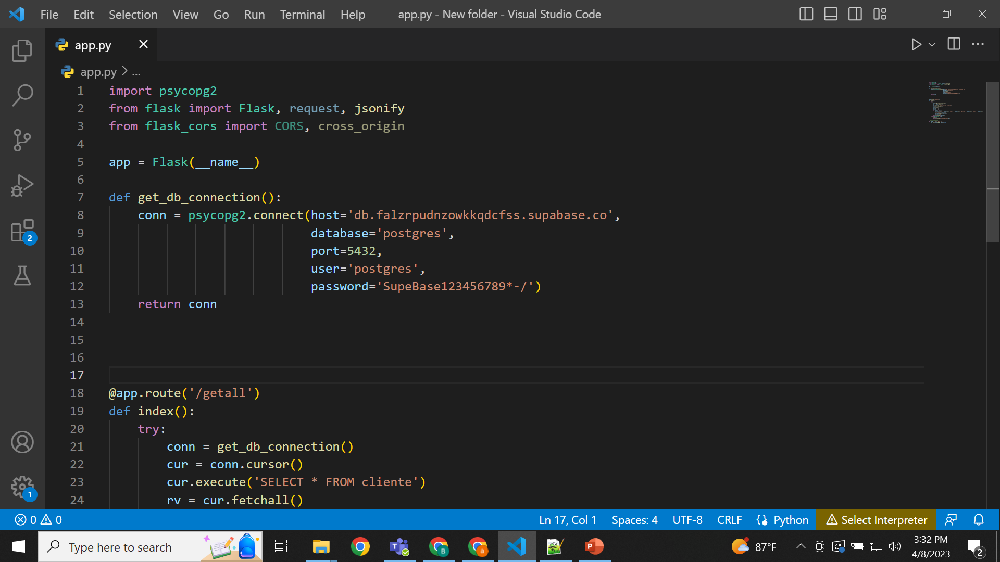 File Edit Selection View Go Run Terminal Help app.py - New folder - Visual Studio Code
app.py
app.py > ...
1 import psycopg2
2 from flask import Flask, request, jsonify
3 from flask_cors import CORS, cross_origin
4
5 app = Flask(__name__)
6
7 def get_db_connection():
8 conn = psycopg2.connect(host='db.falzrpudnzowkkqdcfss.supabase.co',
9 database='postgres',
10 port=5432,
11 user='postgres',
12 password='SupeBase123456789*-/')
13 return conn
14
15
16
17
18 @app.route('/getall')
19 def index():
20 try:
21 conn = get_db_connection()
22 cur = conn.cursor()
23 cur.execute('SELECT * FROM cliente')
24 rv = cur.fetchall()
2
1
0 0 Ln 17, Col 1 Spaces: 4 UTF-8 CRLF Python Select Interpreter
Type here to search
87°F
3:32 PM
4/8/2023
2